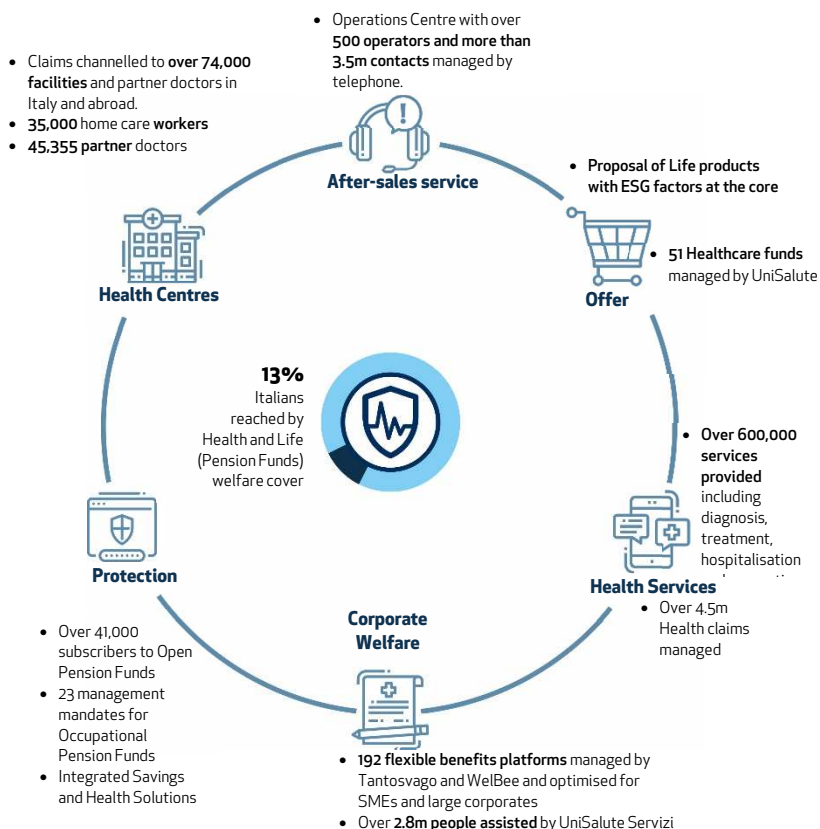 • Operations Centre with over
500 operators and more than
3.5m contacts managed by
telephone.
• Claims channelled to over 74,000
facilities and partner doctors in
Italy and abroad.
• 35,000 home care workers
• 45,355 partner doctors
After-sales service
• Proposal of Life products
with ESG factors at the core
• 51 Healthcare funds
managed by UniSalute
Offer
Health Centres
13%
Italians
reached by
Health and Life
(Pension Funds)
welfare cover
• Over 600,000
services
provided
including
diagnosis,
treatment,
hospitalisation
Health Services
• Over 4.5m
Health claims
managed
Protection
• Over 41,000
subscribers to Open
Pension Funds
• 23 management
mandates for
Occupational
Pension Funds
• Integrated Savings
and Health Solutions
Corporate
Welfare
• 192 flexible benefits platforms managed by
Tantosvago and WelBee and optimised for
SMEs and large corporates
• Over 2.8m people assisted by UniSalute Servizi